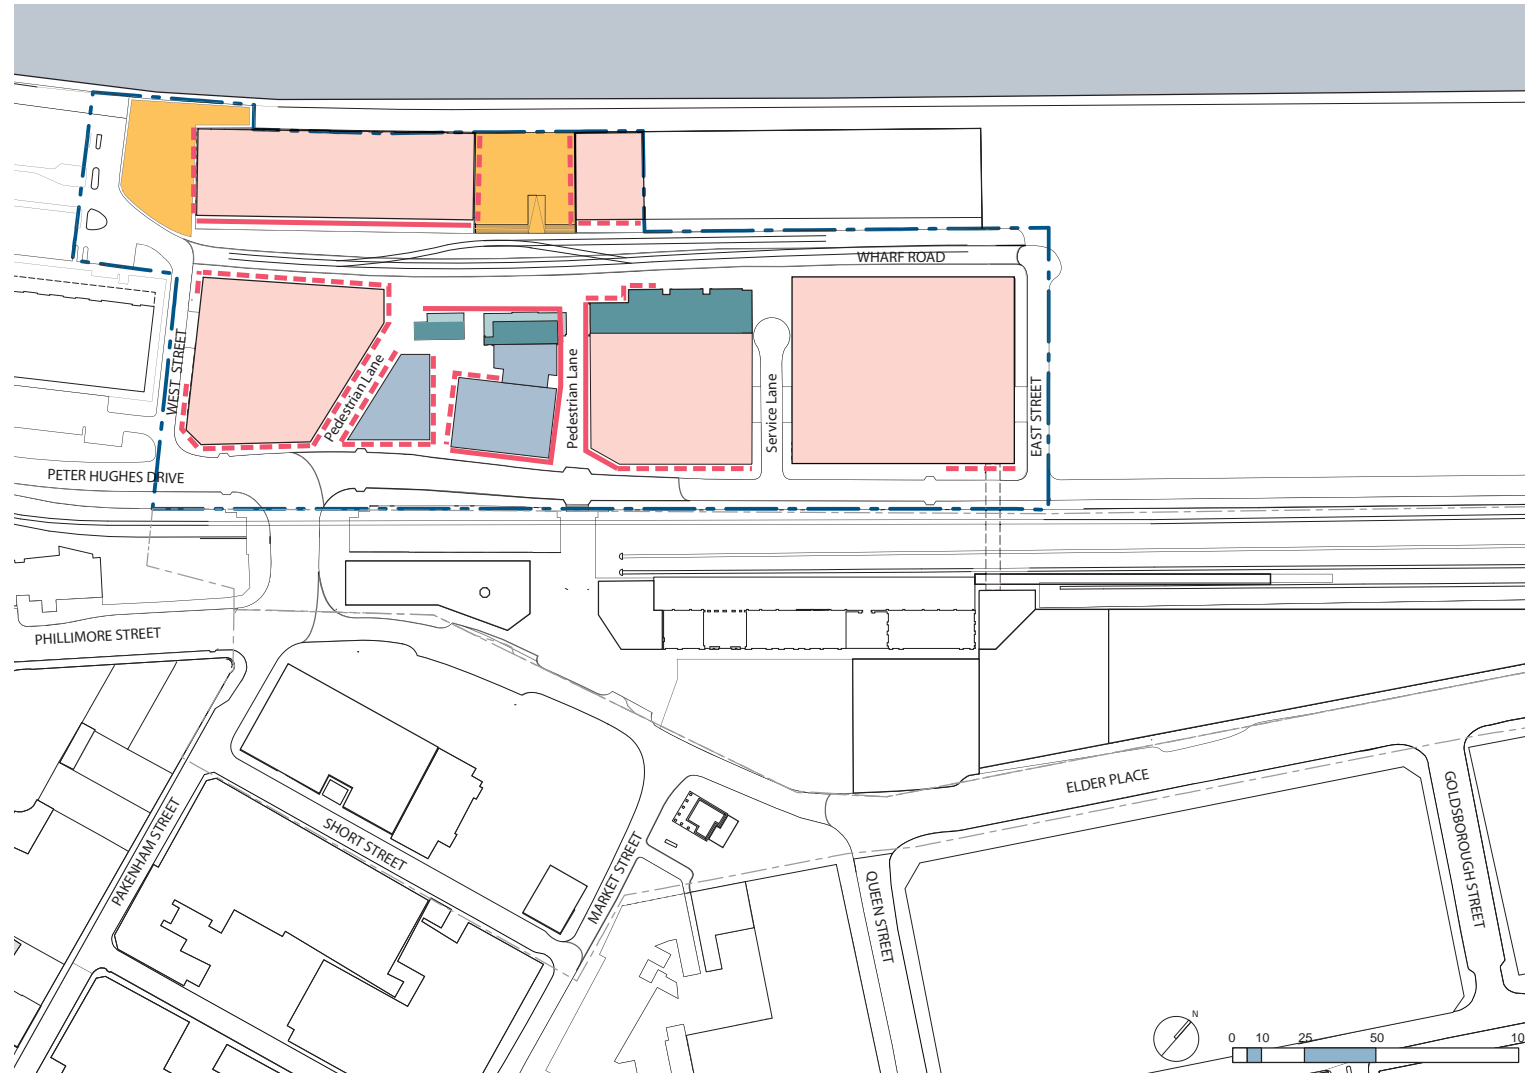 WHARF ROAD
WEST STREET
Pedestrian Lane
Pedestrian Lane
Service Lane
EAST STREET
PETER HUGHES DRIVE
PHILLIMORE STREET
ELDER PLACE
GOLDSBOROUGH STREET
PAKENHAM STREET
SHORT STREET
MARKET STREET
QUEEN STREET
N
0 10 25 50 10